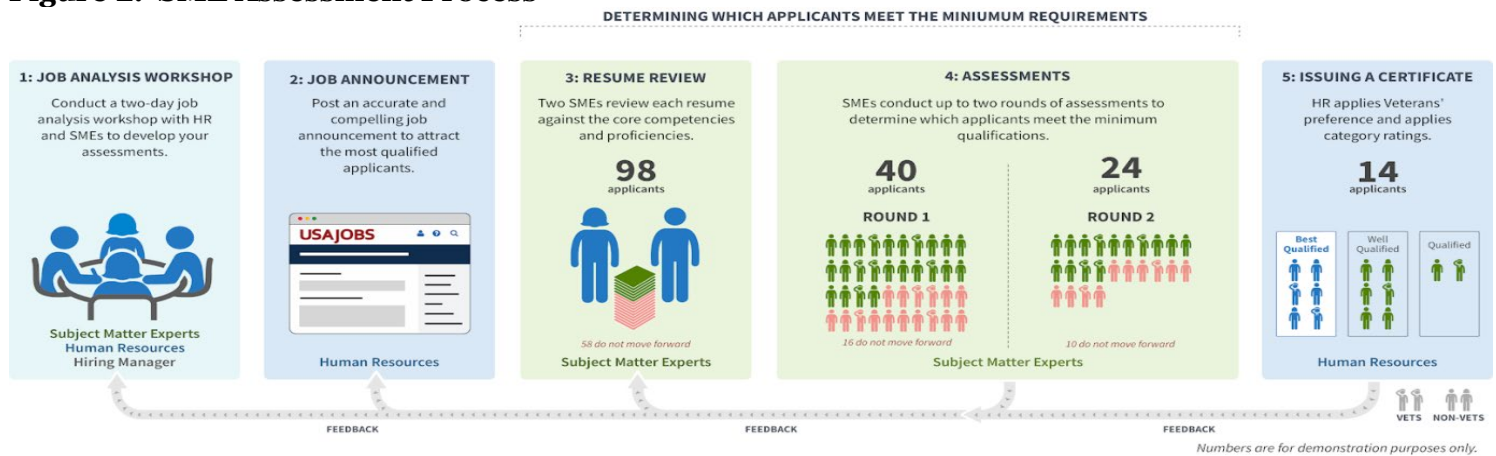 Figure 2: SME Assessment Process
DETERMINING WHICH APPLICANTS MEET THE MINIUMUM REQUIREMENTS
1: JOB ANALYSIS WORKSHOP
Conduct a two-day job
analysis workshop with HR
and SMEs to develop your
assessments.
Subject Matter Experts
Human Resources
Hiring Manager
2: JOB ANNOUNCEMENT
Post an accurate and
compelling job
announcement to attract
the most qualified
applicants.
USAJOBS
Human Resources
3: RESUME REVIEW
Two SMEs review each resume
against the core competencies
and proficiencies.
98
applicants
58 do not move forward
Subject Matter Experts
4: ASSESSMENTS
SMEs conduct up to two rounds of assessments to
determine which applicants meet the minimum
qualifications.
40
applicants
ROUND 1
16 do not move forward
24
applicants
ROUND 2
10 do not move forward
Subject Matter Experts
5: ISSUING A CERTIFICATE
HR applies Veterans'
preference and applies
category ratings.
14
applicants
Best
Qualified
Well
Qualified
Qualified
Human Resources
FEEDBACK
FEEDBACK
FEEDBACK
VETS
NON-VETS
Numbers are for demonstration purposes only.